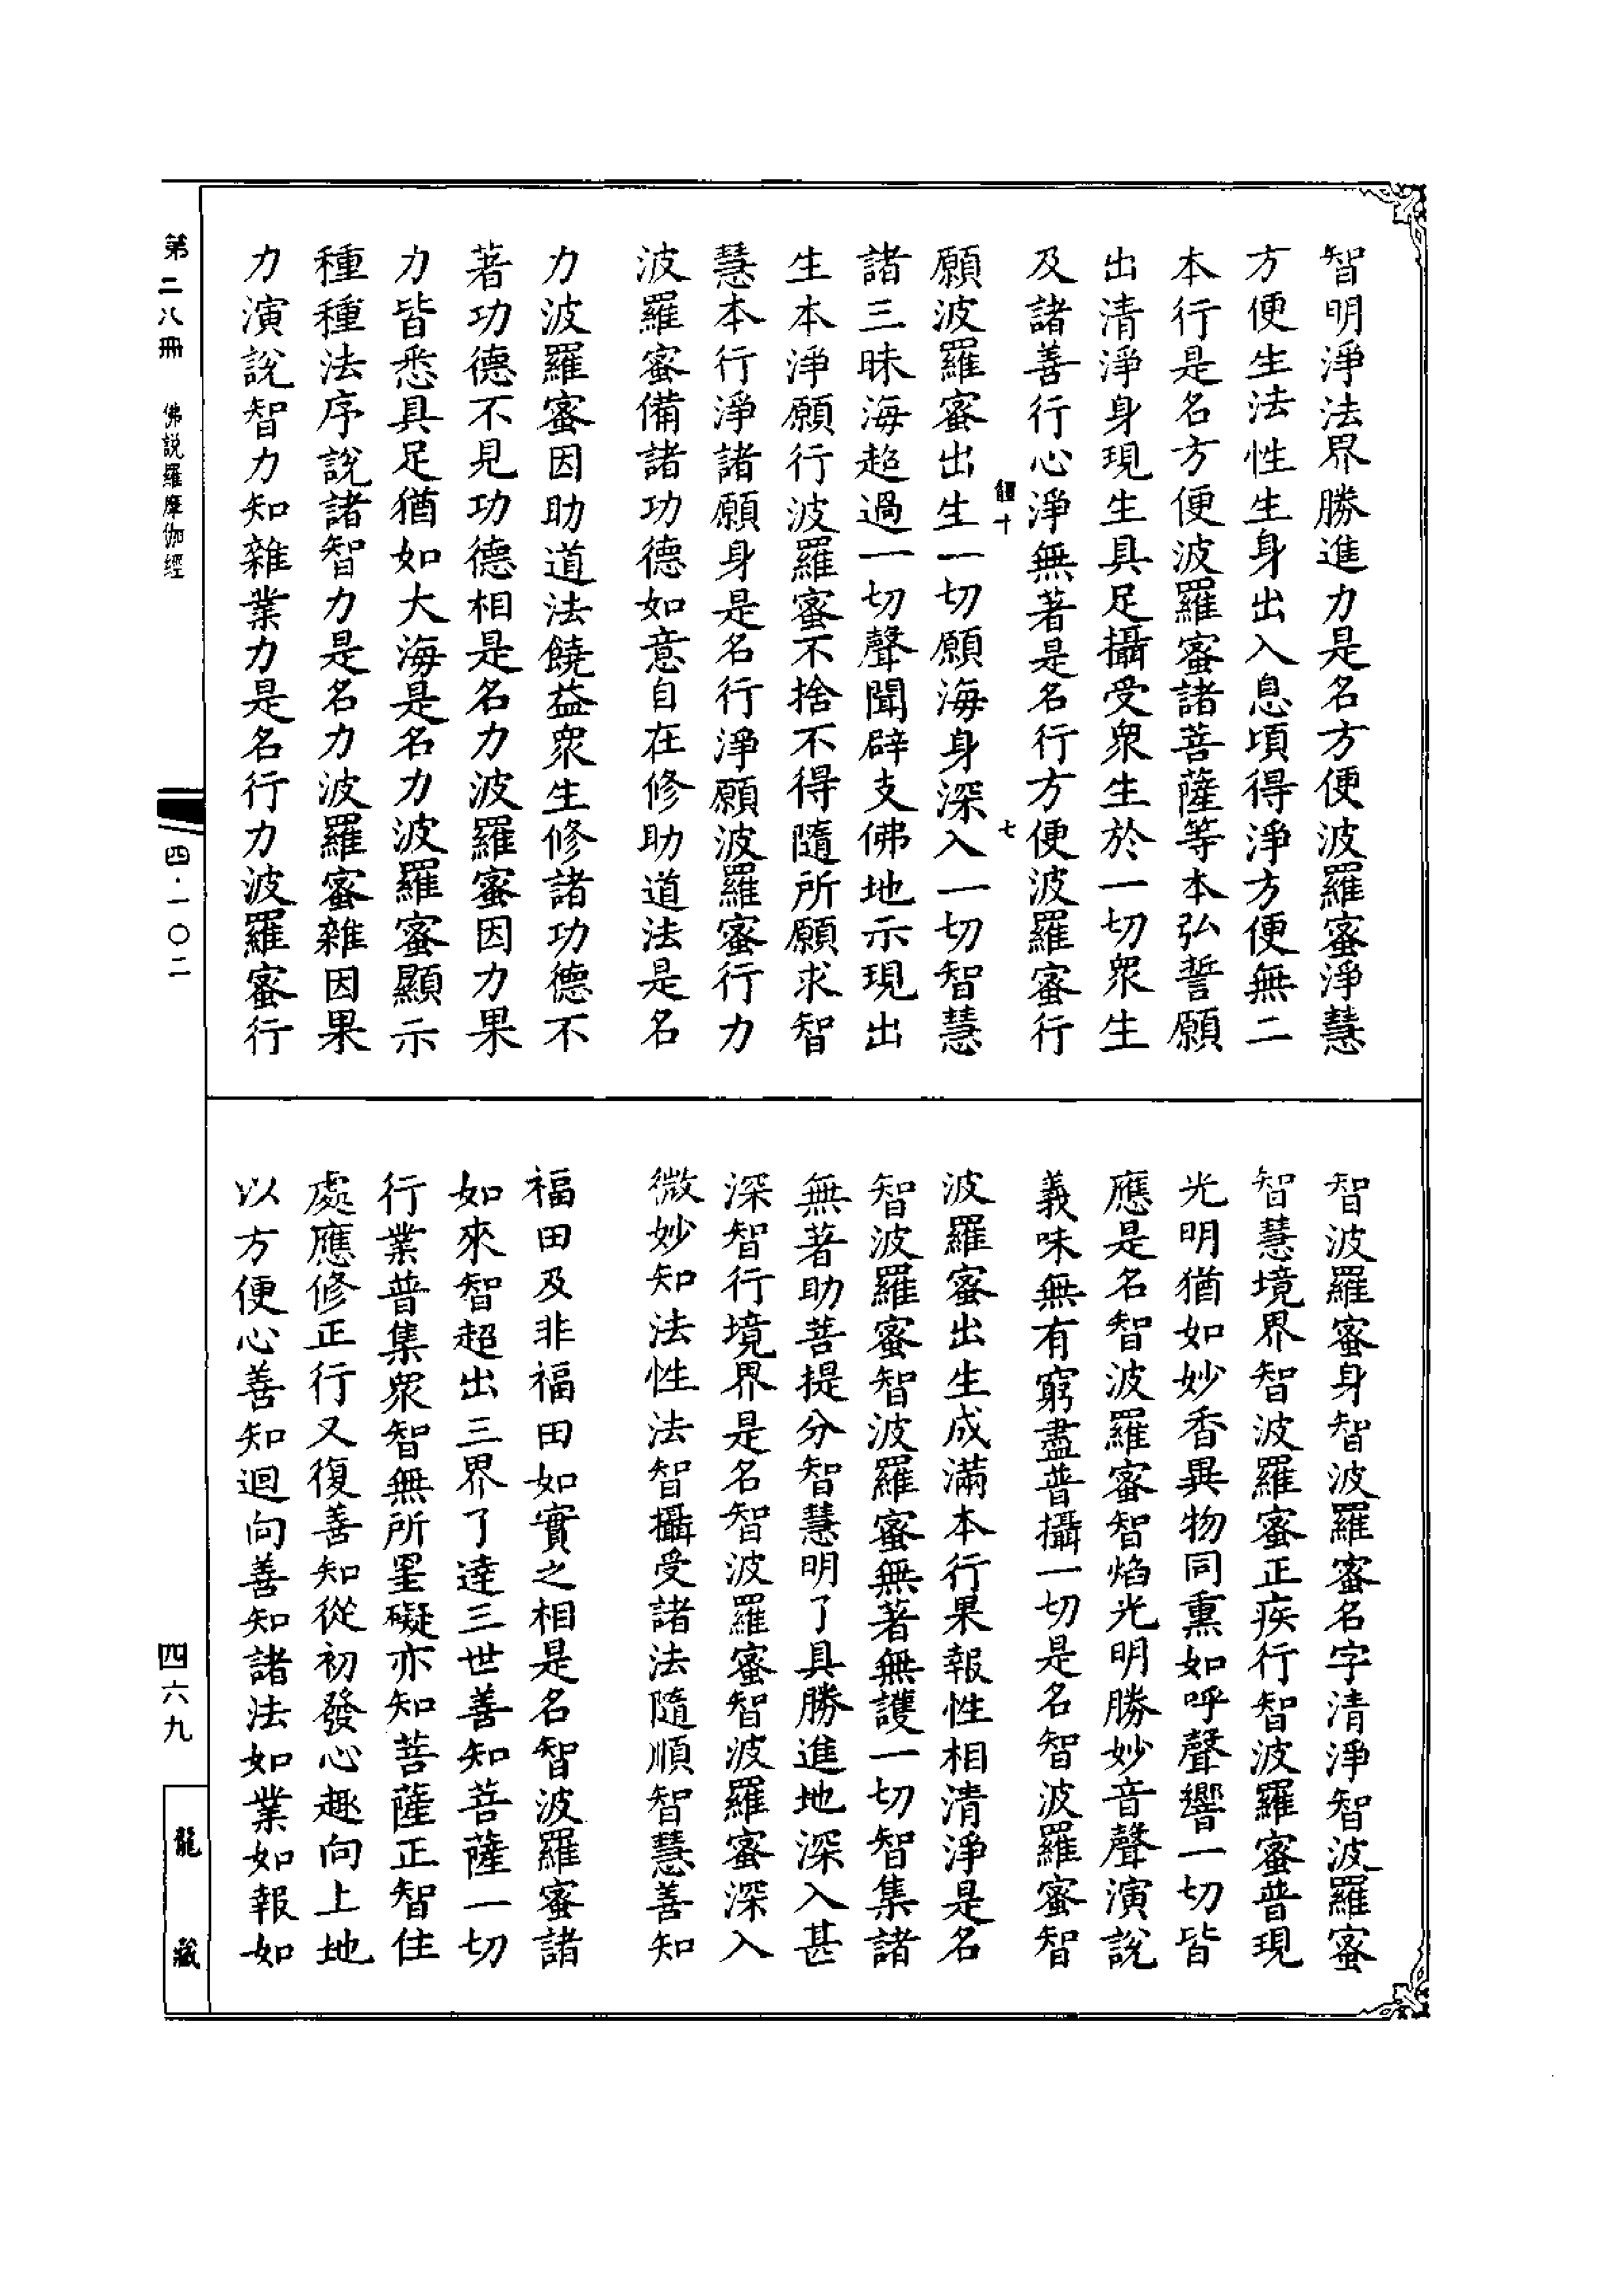 智明淨法界勝進力是名方便波羅蜜淨慧
方便生法性生身出入息頃得淨方便無二
本行是名方便波羅蜜諸菩薩等本弘誓願
出清淨身現生具足攝受衆生於一切衆生
及諸善行心淨無著是名行方便波羅蜜行
十 七
願波羅蜜出生一切願海身深入一切智慧
諸三昧海超過一切聲聞辟支佛地示現出
生本淨願行波羅蜜不捨不得隨所願求智
慧本行淨諸願身是名行淨願波羅蜜行力
波羅蜜備諸功德如意自在修助道法是名
力波羅蜜因助道法饒益衆生修諸功德不
著功德不見功德相是名力波羅蜜因力果
力皆悉具足猶如大海是名力波羅蜜顯示
種種法序說諸智力是名力波羅蜜雜因果
力演說智力知雜業力是名行力波羅蜜行
智波羅蜜身智波羅蜜名字清淨智波羅蜜
智慧境界智波羅蜜正疾行智波羅蜜普現
光明猶如妙香異物同熏如呼聲響一切皆
應是名智波羅蜜智焰光明勝妙音聲演說
義味無有窮盡普攝一切是名智波羅蜜智
波羅蜜出生成滿本行果報性相清淨是名
智波羅蜜智波羅蜜無著無護一切智集諸
無著助菩提分智慧明了具勝進地深入甚
深智行境界是名智波羅蜜智波羅蜜深入
微妙知法性法智攝受諸法隨順智慧善知
福田及非福田如實之相是名智波羅蜜諸
如來智超出三界了達三世善知菩薩一切
行業普集衆智無所罣礙亦知菩薩正智住
處應修正行又復善知從初發心趣向上地
以方便心善知迴向善知諸法如業如報如
第二八冊 佛說羅摩伽經
四·一〇二
四六九
龍藏